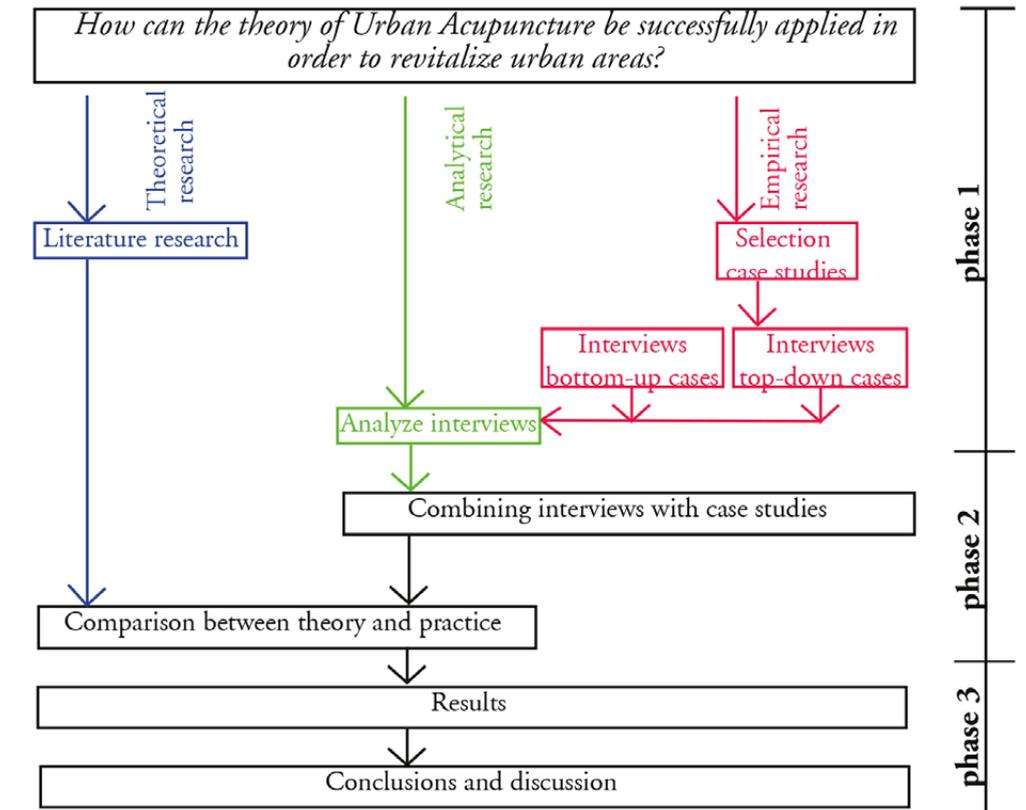 How can the theory of Urban Acupuncture be successfully applied in
order to revitalize urban areas?
Theoretical
research
Analytical
research
Empirical
research
Literature research
Selection
case studies
Interviews
bottom-up cases
Interviews
top-down cases
Analyze interviews
Combining interviews with case studies
Comparison between theory and practice
Results
Conclusions and discussion
phase 1
phase 2
phase 3